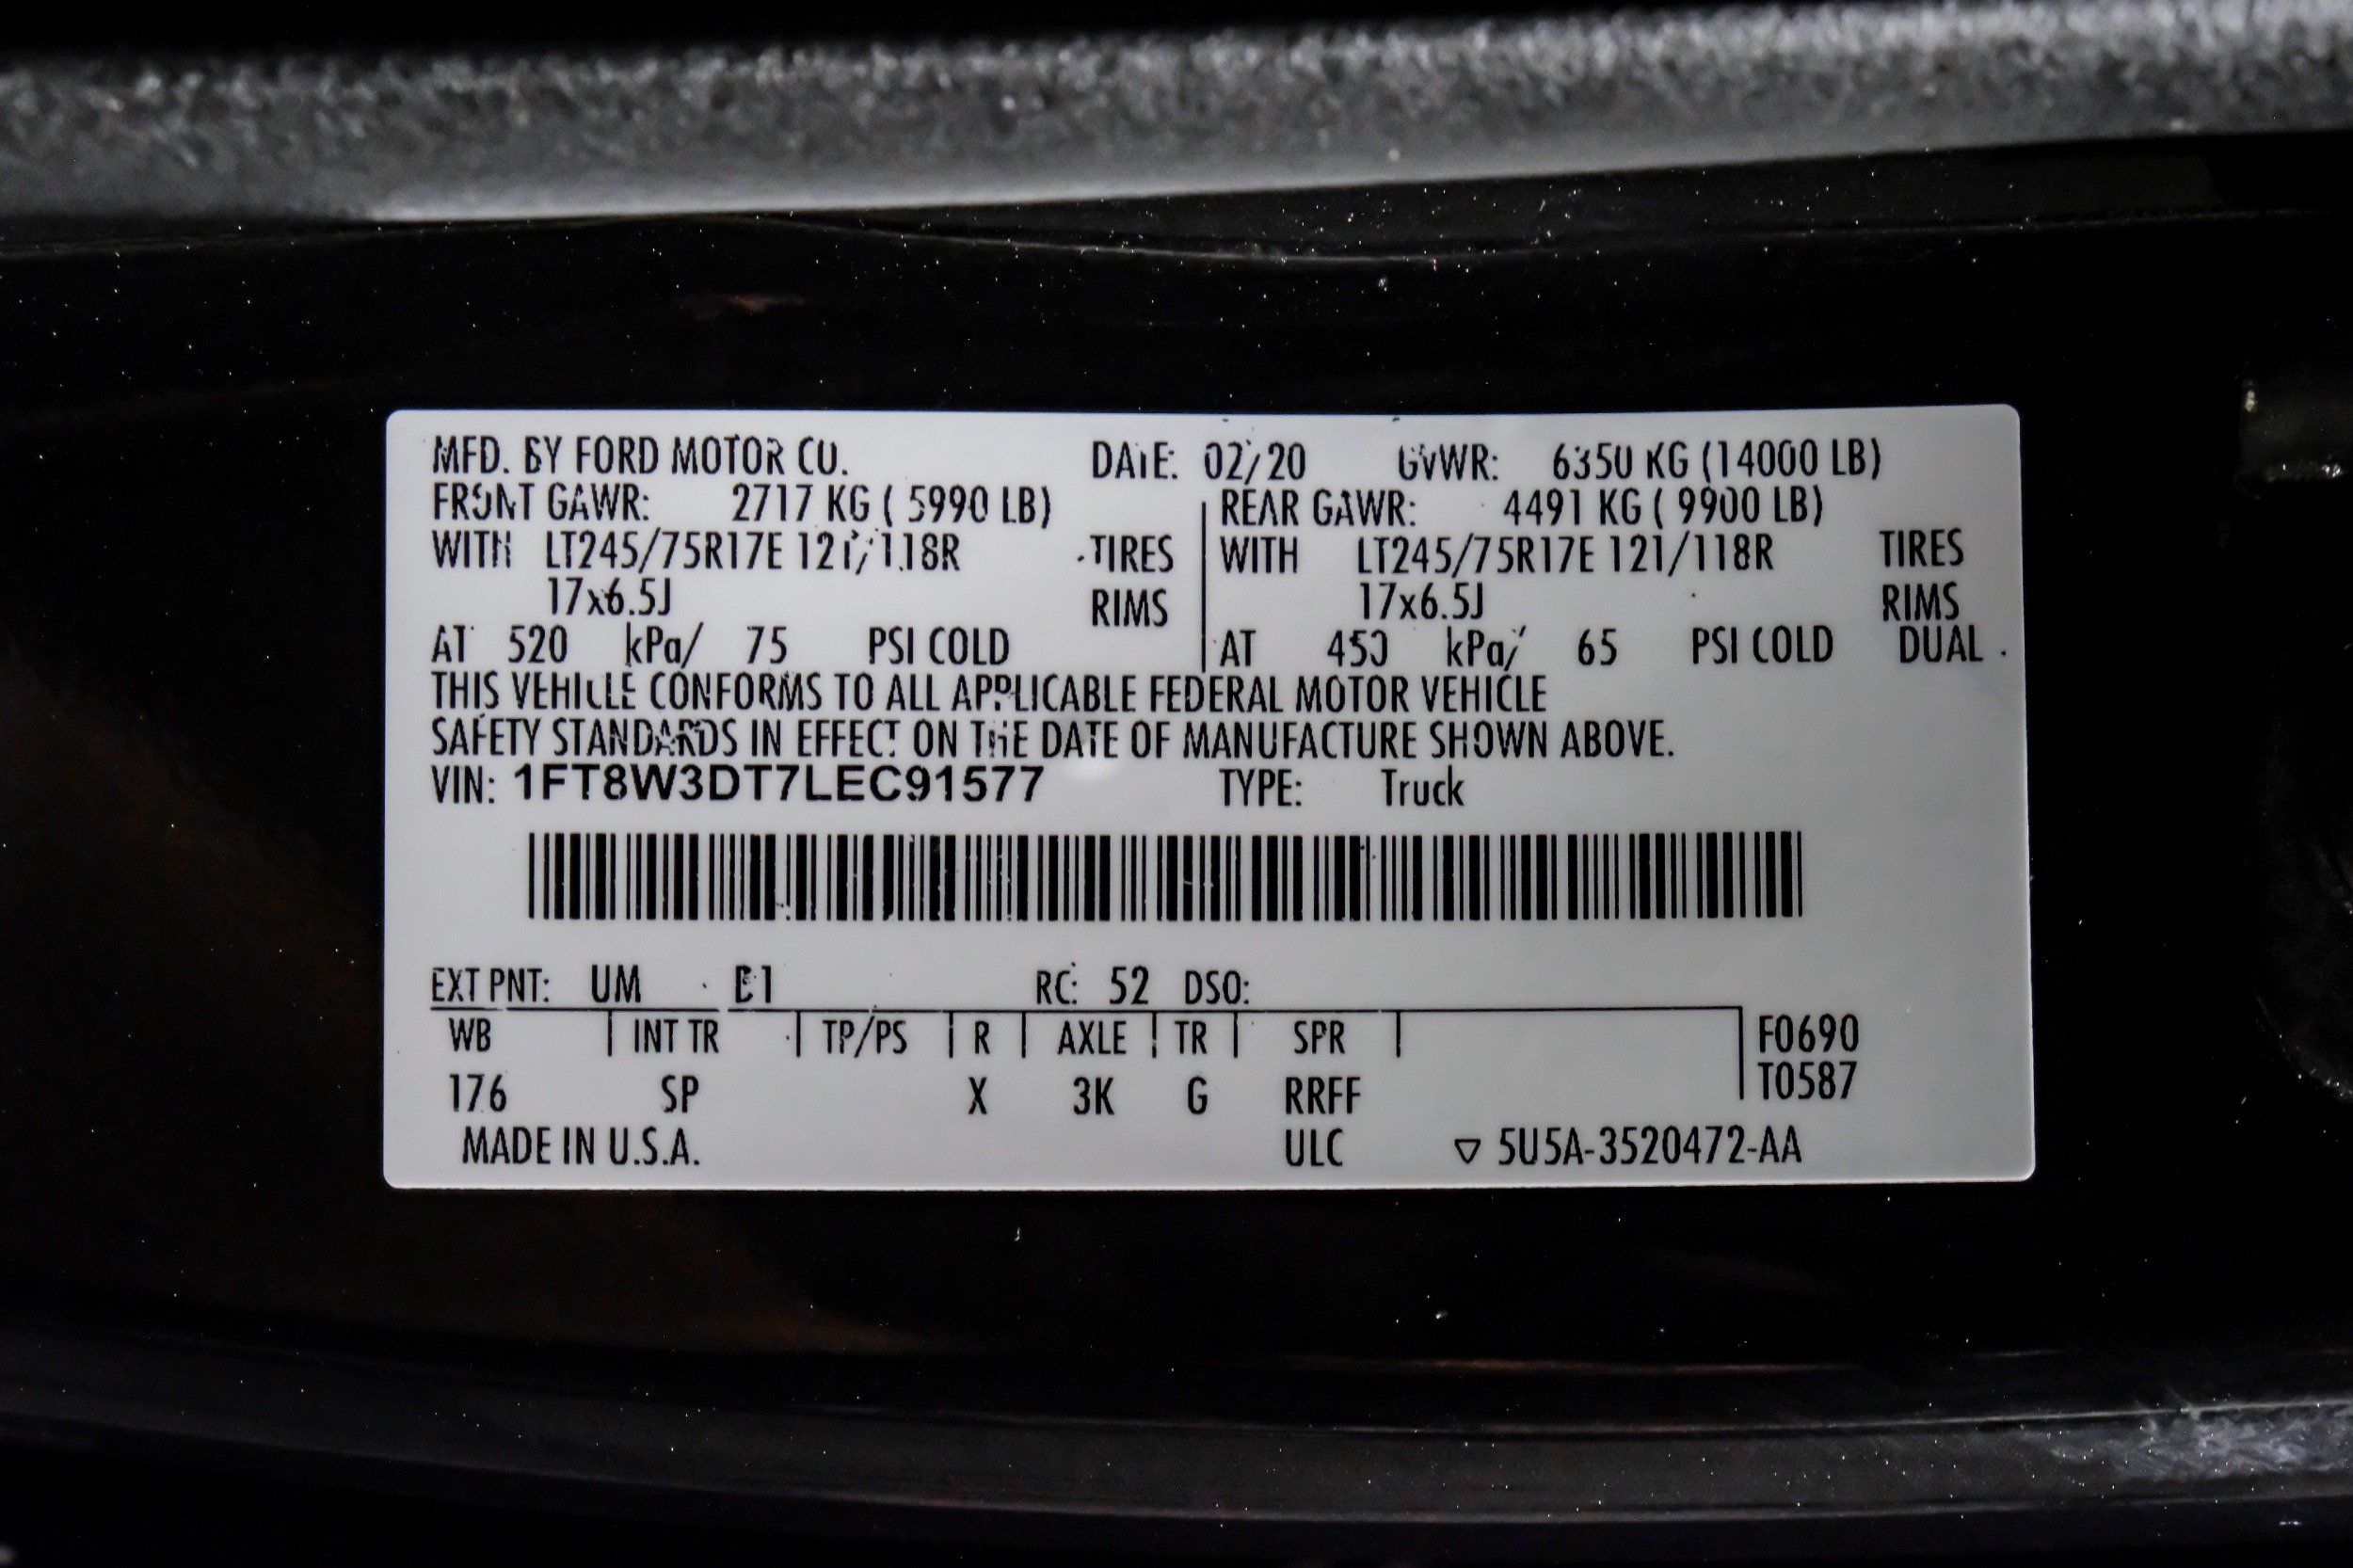 MFD. BY FORD MOTOR CO. DATE: 02/20 GVWR: 6350 KG (14000 LB)
FRONT GAWR: 2717 KG ( 5990 LB) REAR GAWR: 4491 KG ( 9900 LB)
WITH LT245/75R17E 121/118R TIRES WITH LT245/75R17E 121/118R TIRES
17x6.5J RIMS 17x6.5J RIMS
AT 520 kPa/ 75 PSI COLD AT 450 kPa/ 65 PSI COLD DUAL
THIS VEHICLE CONFORMS TO ALL APPLICABLE FEDERAL MOTOR VEHICLE
SAFETY STANDARDS IN EFFECT ON THE DATE OF MANUFACTURE SHOWN ABOVE.
VIN: 1FT8W3DT7LEC91577 TYPE: Truck
EXT PNT: UM RC: 52 DSO:
WB INT TR TP/PS R AXLE TR SPR F0690
T0587
176 SP X 3K G RRFF
MADE IN U.S.A. ULC ▽ 5U5A-3520472-AA